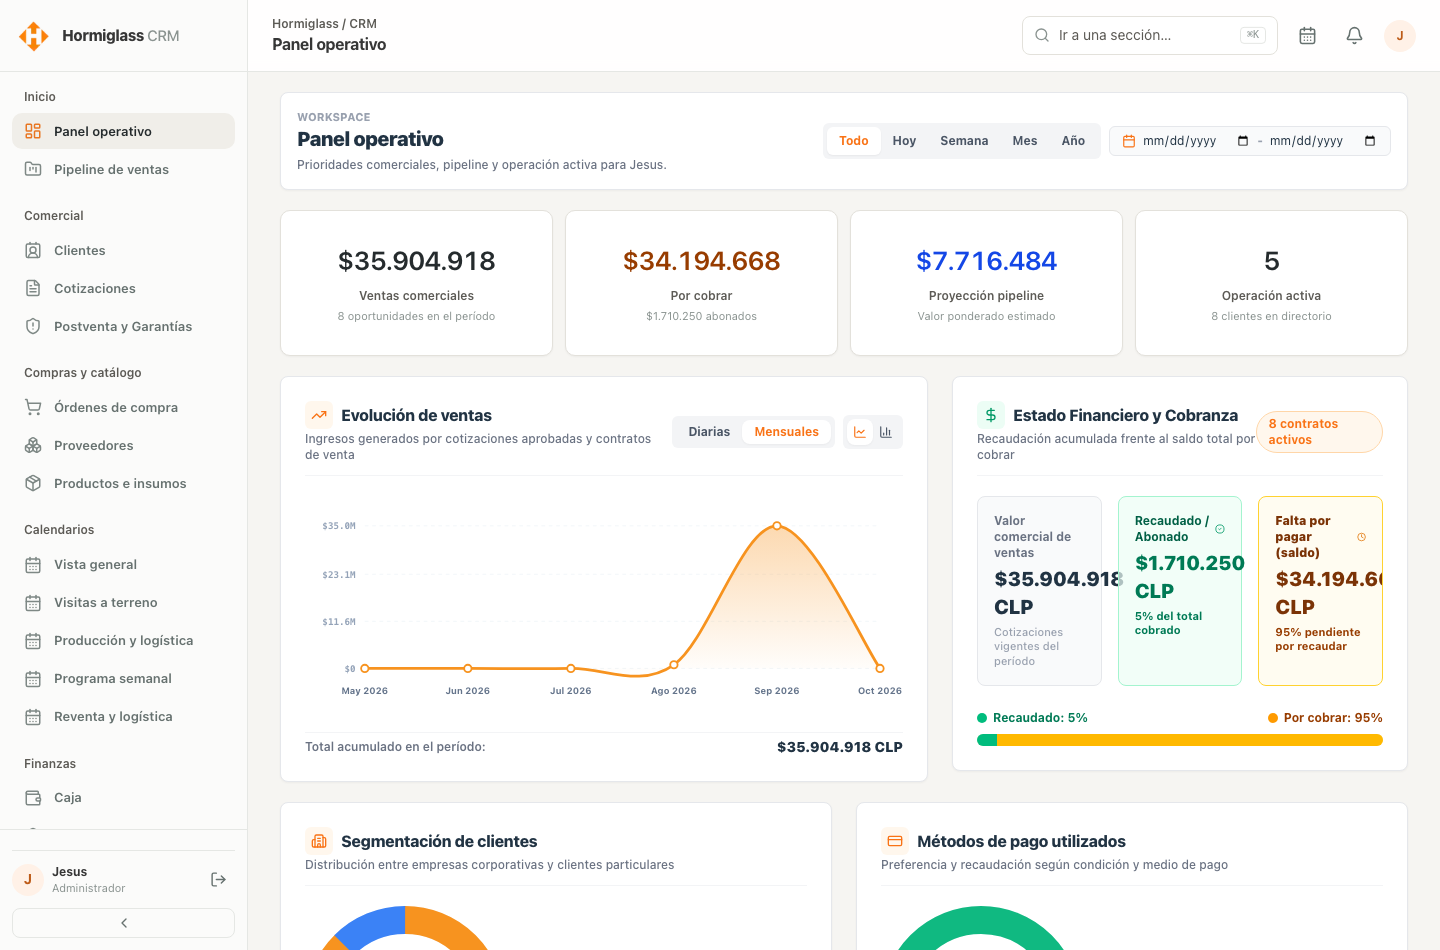 Hormiglass CRM
Inicio
Panel operativo
Pipeline de ventas
Comercial
Clientes
Cotizaciones
Postventa y Garantías
Compras y catálogo
Órdenes de compra
Proveedores
Productos e insumos
Calendarios
Vista general
Visitas a terreno
Producción y logística
Programa semanal
Reventa y logística
Finanzas
Caja
J
Jesus
Administrador
Hormiglass / CRM
Panel operativo
Ir a una sección...
⌘K
J
WORKSPACE
Panel operativo
Prioridades comerciales, pipeline y operación activa para Jesus.
Todo Hoy Semana Mes Año
mm/dd/yyyy - mm/dd/yyyy
$35.904.918
Ventas comerciales
8 oportunidades en el período
$34.194.668
Por cobrar
$1.710.250 abonados
$7.716.484
Proyección pipeline
Valor ponderado estimado
5
Operación activa
8 clientes en directorio
Evolución de ventas
Ingresos generados por cotizaciones aprobadas y contratos
de venta
Diarias Mensuales
$35.0M
$23.1M
$11.6M
$0
May 2026 Jun 2026 Jul 2026 Ago 2026 Sep 2026 Oct 2026
Total acumulado en el período: $35.904.918 CLP
Estado Financiero y Cobranza
Recaudación acumulada frente al saldo total por
cobrar
8 contratos
activos
Valor
comercial de
ventas
$35.904.918
CLP
Cotizaciones
vigentes del
período
Recaudado /
Abonado
$1.710.250
CLP
5% del total
cobrado
Falta por
pagar
(saldo)
$34.194.6
CLP
95% pendiente
por recaudar
Recaudado: 5% Por cobrar: 95%
Segmentación de clientes
Distribución entre empresas corporativas y clientes particulares
Métodos de pago utilizados
Preferencia y recaudación según condición y medio de pago